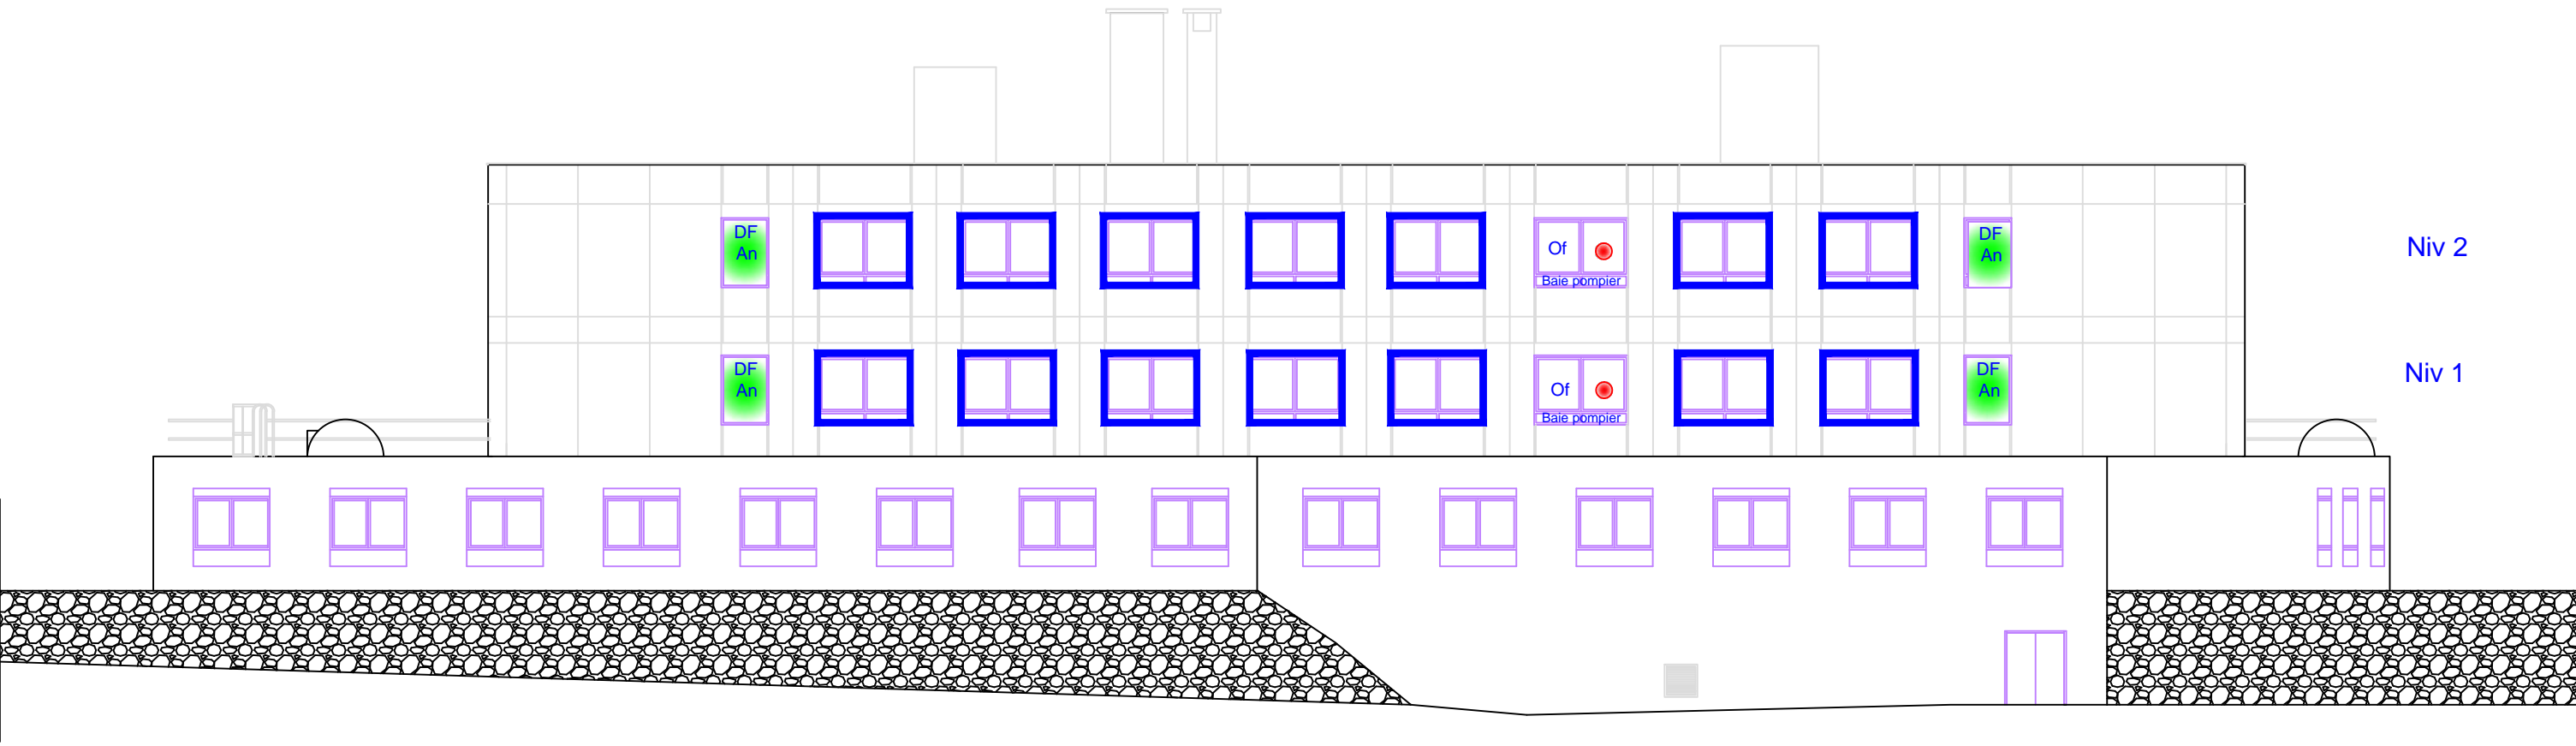 DF
An
Of
Baie pompier
DF
An
Niv 2
DF
An
Of
Baie pompier
DF
An
Niv 1